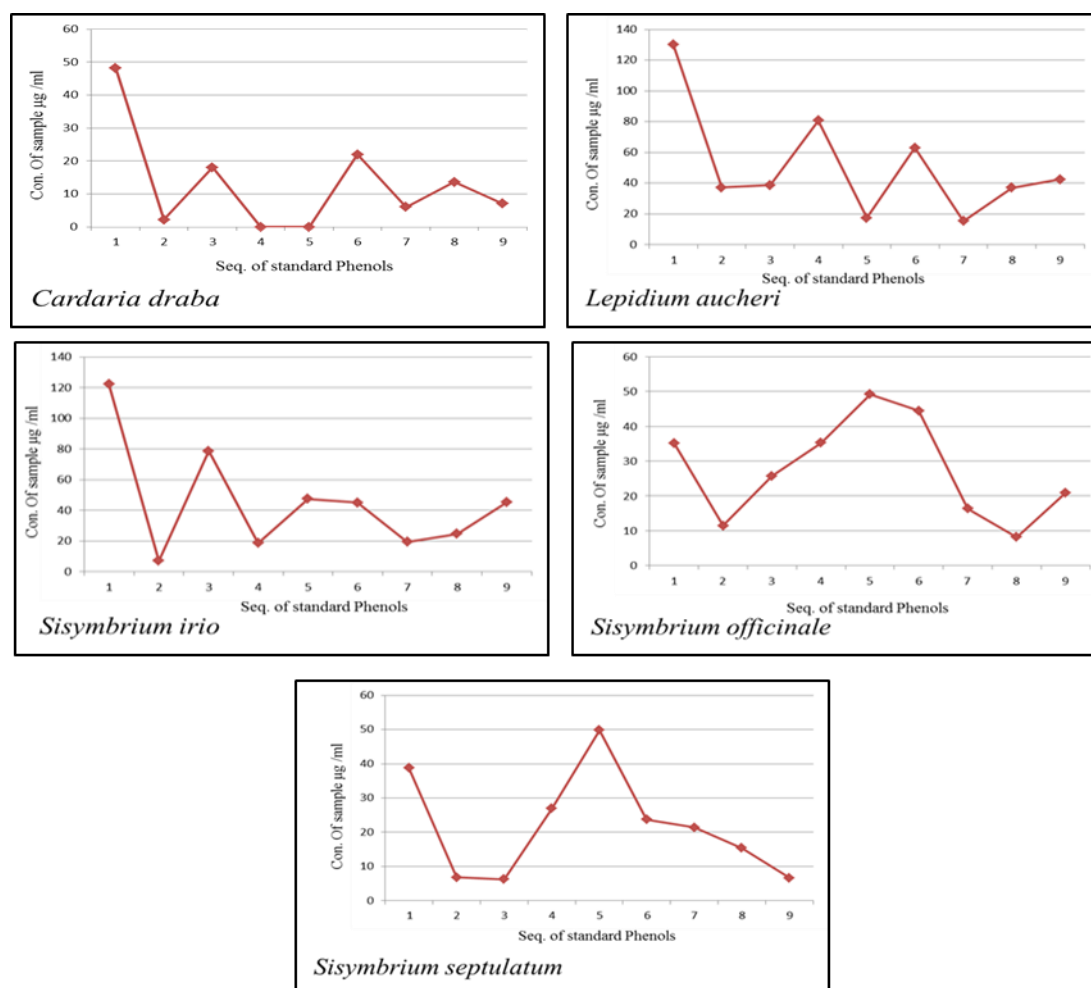 60
50
40
30
20
10
0
Con. Of sample µg /ml
1 2 3 4 5 6 7 8 9
Seq. of standard Phenols
Cardaria draba
140
120
100
80
60
40
20
0
Con. Of sample µg /ml
1 2 3 4 5 6 7 8 9
Seq. of standard Phenols
Lepidium aucheri
140
120
100
80
60
40
20
0
Con. Of sample µg /ml
1 2 3 4 5 6 7 8 9
Seq. of standard Phenols
Sisymbrium irio
60
50
40
30
20
10
0
Con. Of sample µg /ml
1 2 3 4 5 6 7 8 9
Seq. of standard Phenols
Sisymbrium officinale
60
50
40
30
20
10
0
Con. Of sample µg /ml
1 2 3 4 5 6 7 8 9
Seq. of standard Phenols
Sisymbrium septulatum